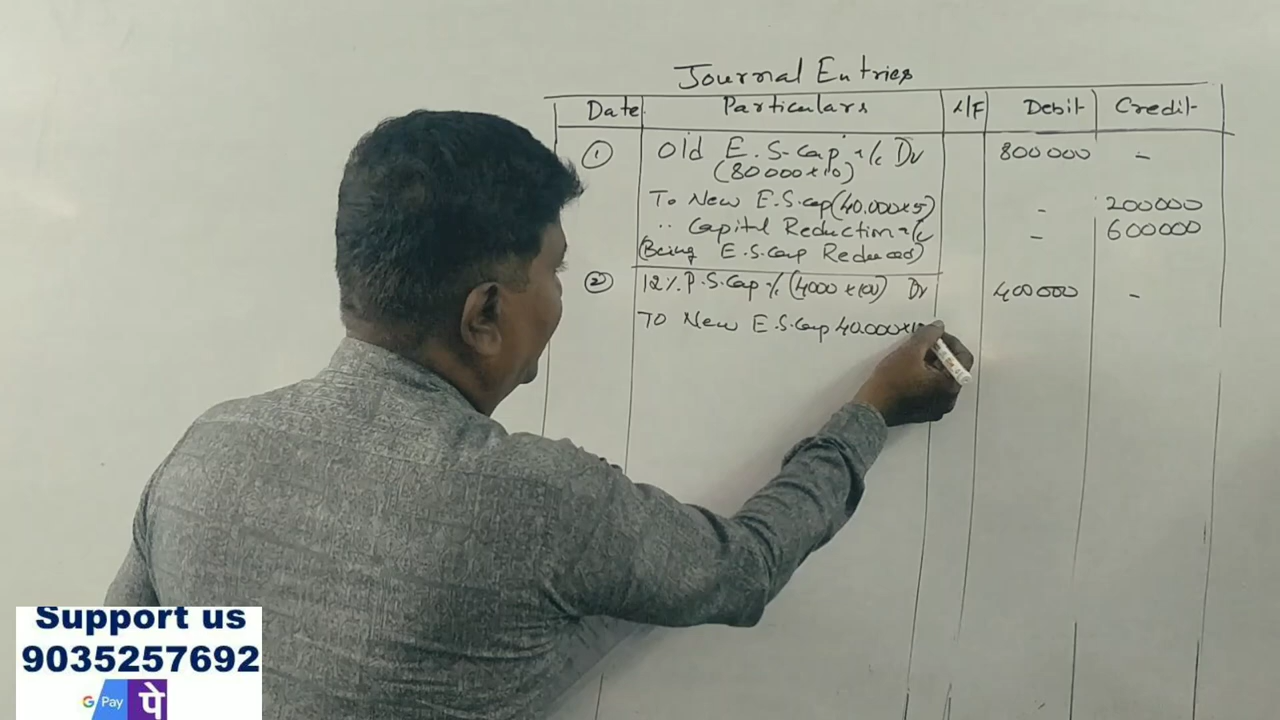 Journal Entries
Date Particulars L/F Debit Credit
① Old E.S.Cap a/c Dr 800000 -
(80000×10)
To New E.S.Cap (40.000×5) - 200000
" Capital Reduction a/c - 600000
(Being E.S.Cap Reduced)
② 12% P.S.Cap a/c (4000×100) Dr 400000 -
To New E.S.Cap 40.000×
Support us
9035257692
G Pay पे